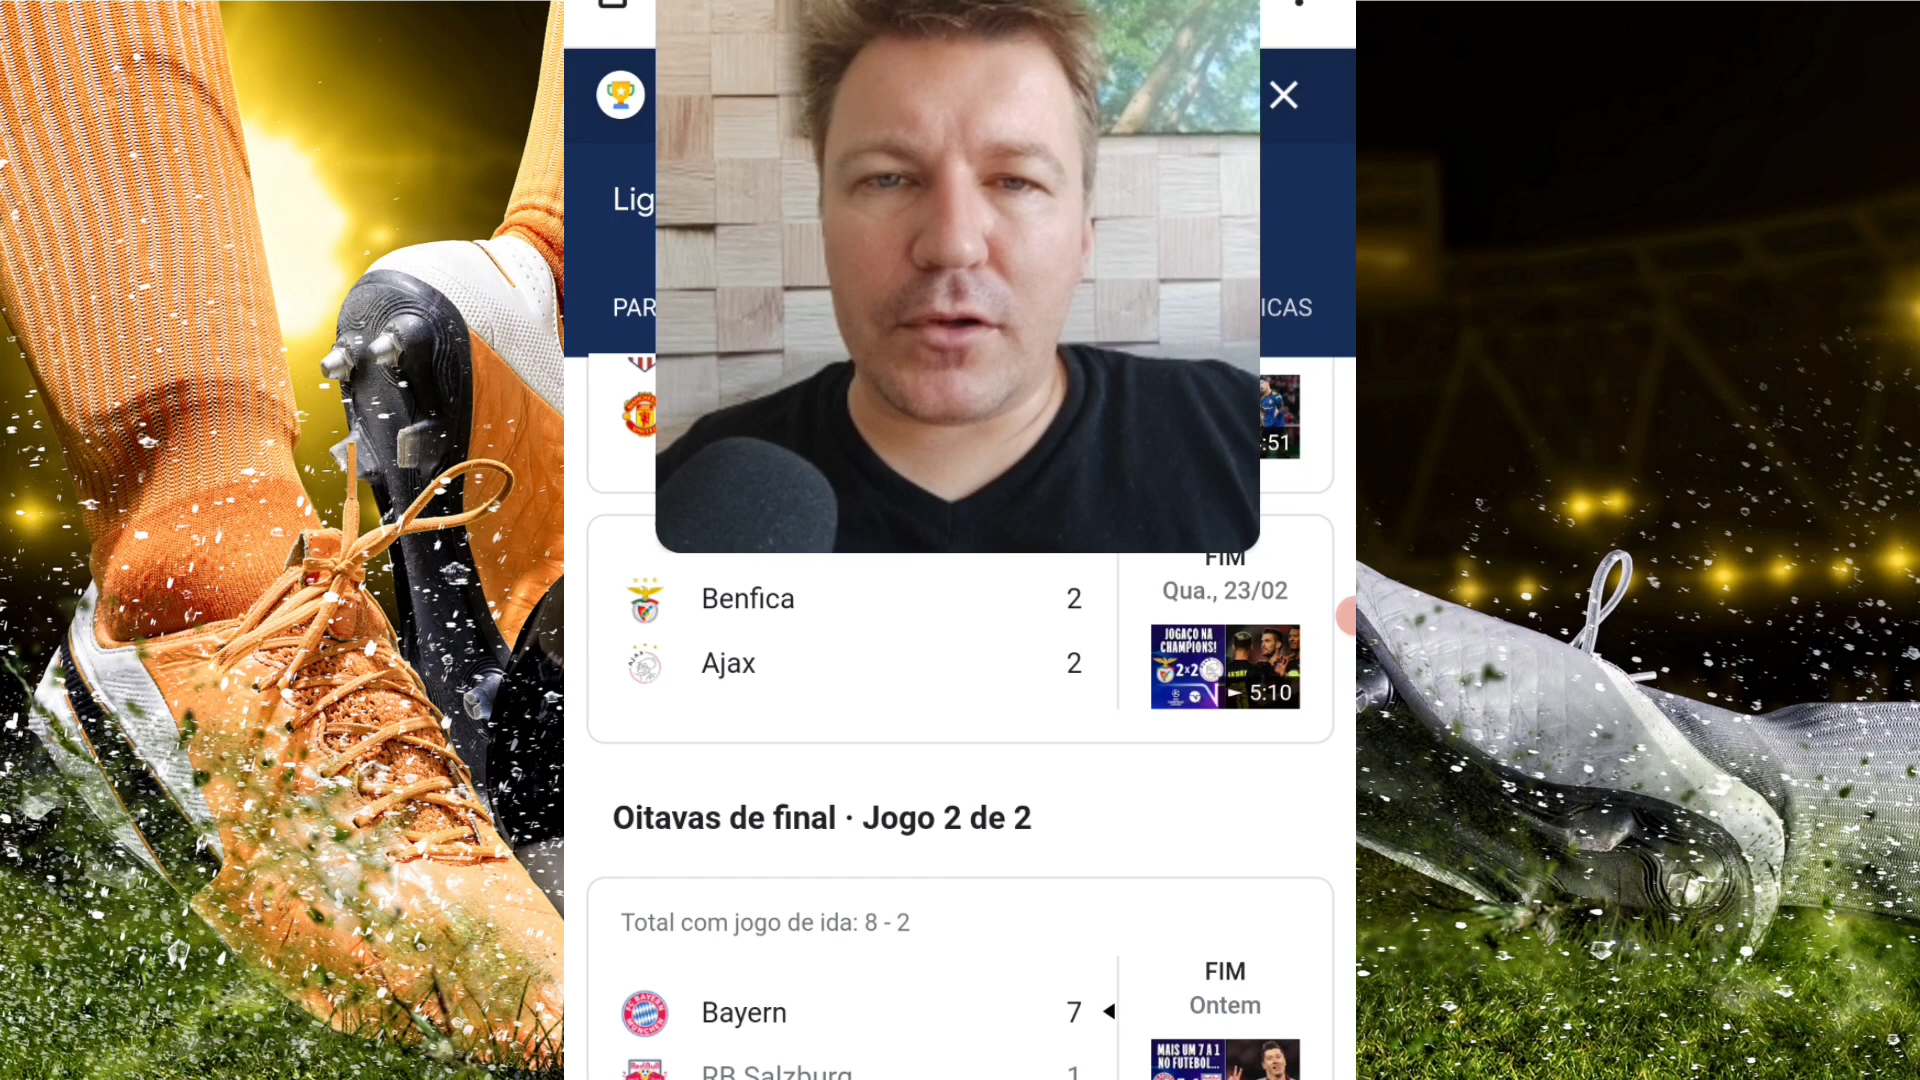 Lig
PAR
ICAS
:51
FIM
Benfica 2
Qua., 23/02
Ajax 2
JOGAÇO NA
CHAMPIONS!
2x2
5:10
Oitavas de final · Jogo 2 de 2
Total com jogo de ida: 8 - 2
FIM
Bayern 7
Ontem
MAIS UM 7 A 1
NO FUTEBOL...
RB Salzburg 1